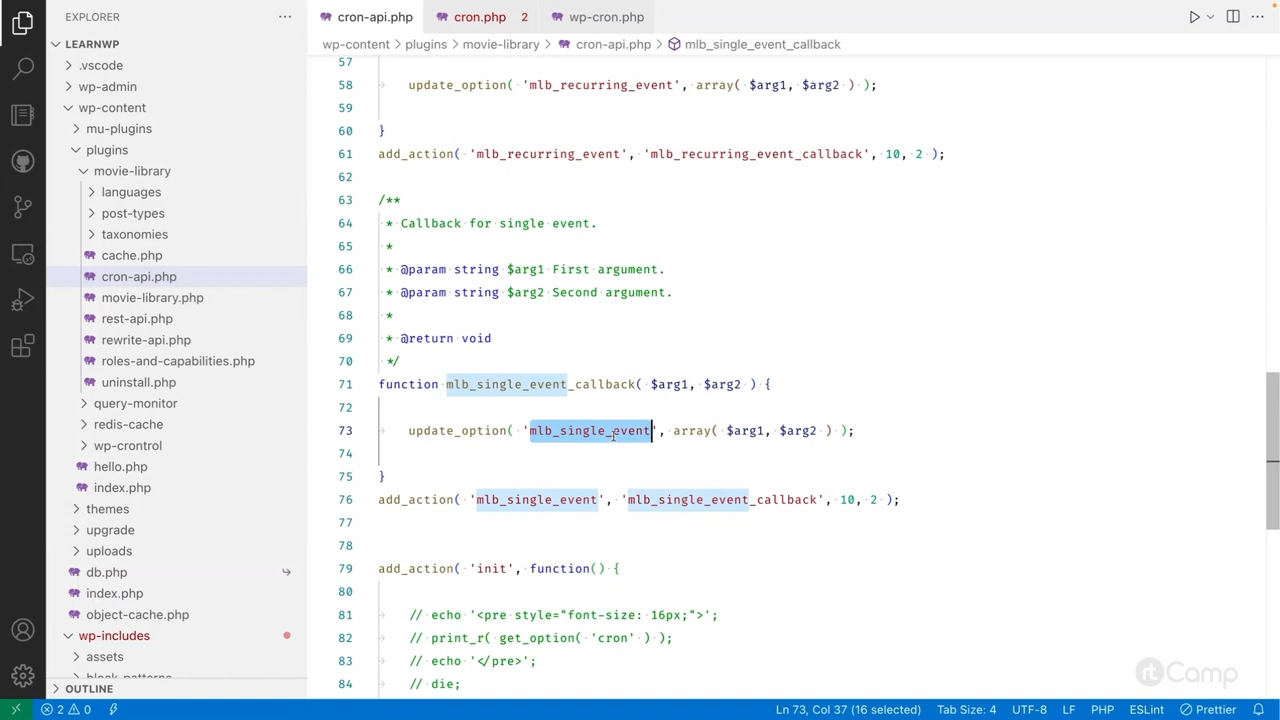 EXPLORER
LEARNWP
.vscode
wp-admin
wp-content
mu-plugins
plugins
movie-library
languages
post-types
taxonomies
cache.php
cron-api.php
movie-library.php
rest-api.php
rewrite-api.php
roles-and-capabilities.php
uninstall.php
query-monitor
redis-cache
wp-crontrol
hello.php
index.php
themes
upgrade
uploads
db.php
index.php
object-cache.php
wp-includes
assets
block-patterns
OUTLINE
cron-api.php
cron.php 2
wp-cron.php
wp-content > plugins > movie-library > cron-api.php > mlb_single_event_callback
57
58 update_option( 'mlb_recurring_event', array( $arg1, $arg2 ) );
59
60 }
61 add_action( 'mlb_recurring_event', 'mlb_recurring_event_callback', 10, 2 );
62
63 /**
64 * Callback for single event.
65 *
66 * @param string $arg1 First argument.
67 * @param string $arg2 Second argument.
68 *
69 * @return void
70 */
71 function mlb_single_event_callback( $arg1, $arg2 ) {
72
73 update_option( 'mlb_single_event', array( $arg1, $arg2 ) );
74
75 }
76 add_action( 'mlb_single_event', 'mlb_single_event_callback', 10, 2 );
77
78
79 add_action( 'init', function() {
80
81 // echo '<pre style="font-size: 16px;">';
82 // print_r( get_option( 'cron' ) );
83 // echo '</pre>';
84 // die;
rtCamp
2 0
Ln 73, Col 37 (16 selected)
Tab Size: 4
UTF-8
LF
PHP
ESLint
Prettier